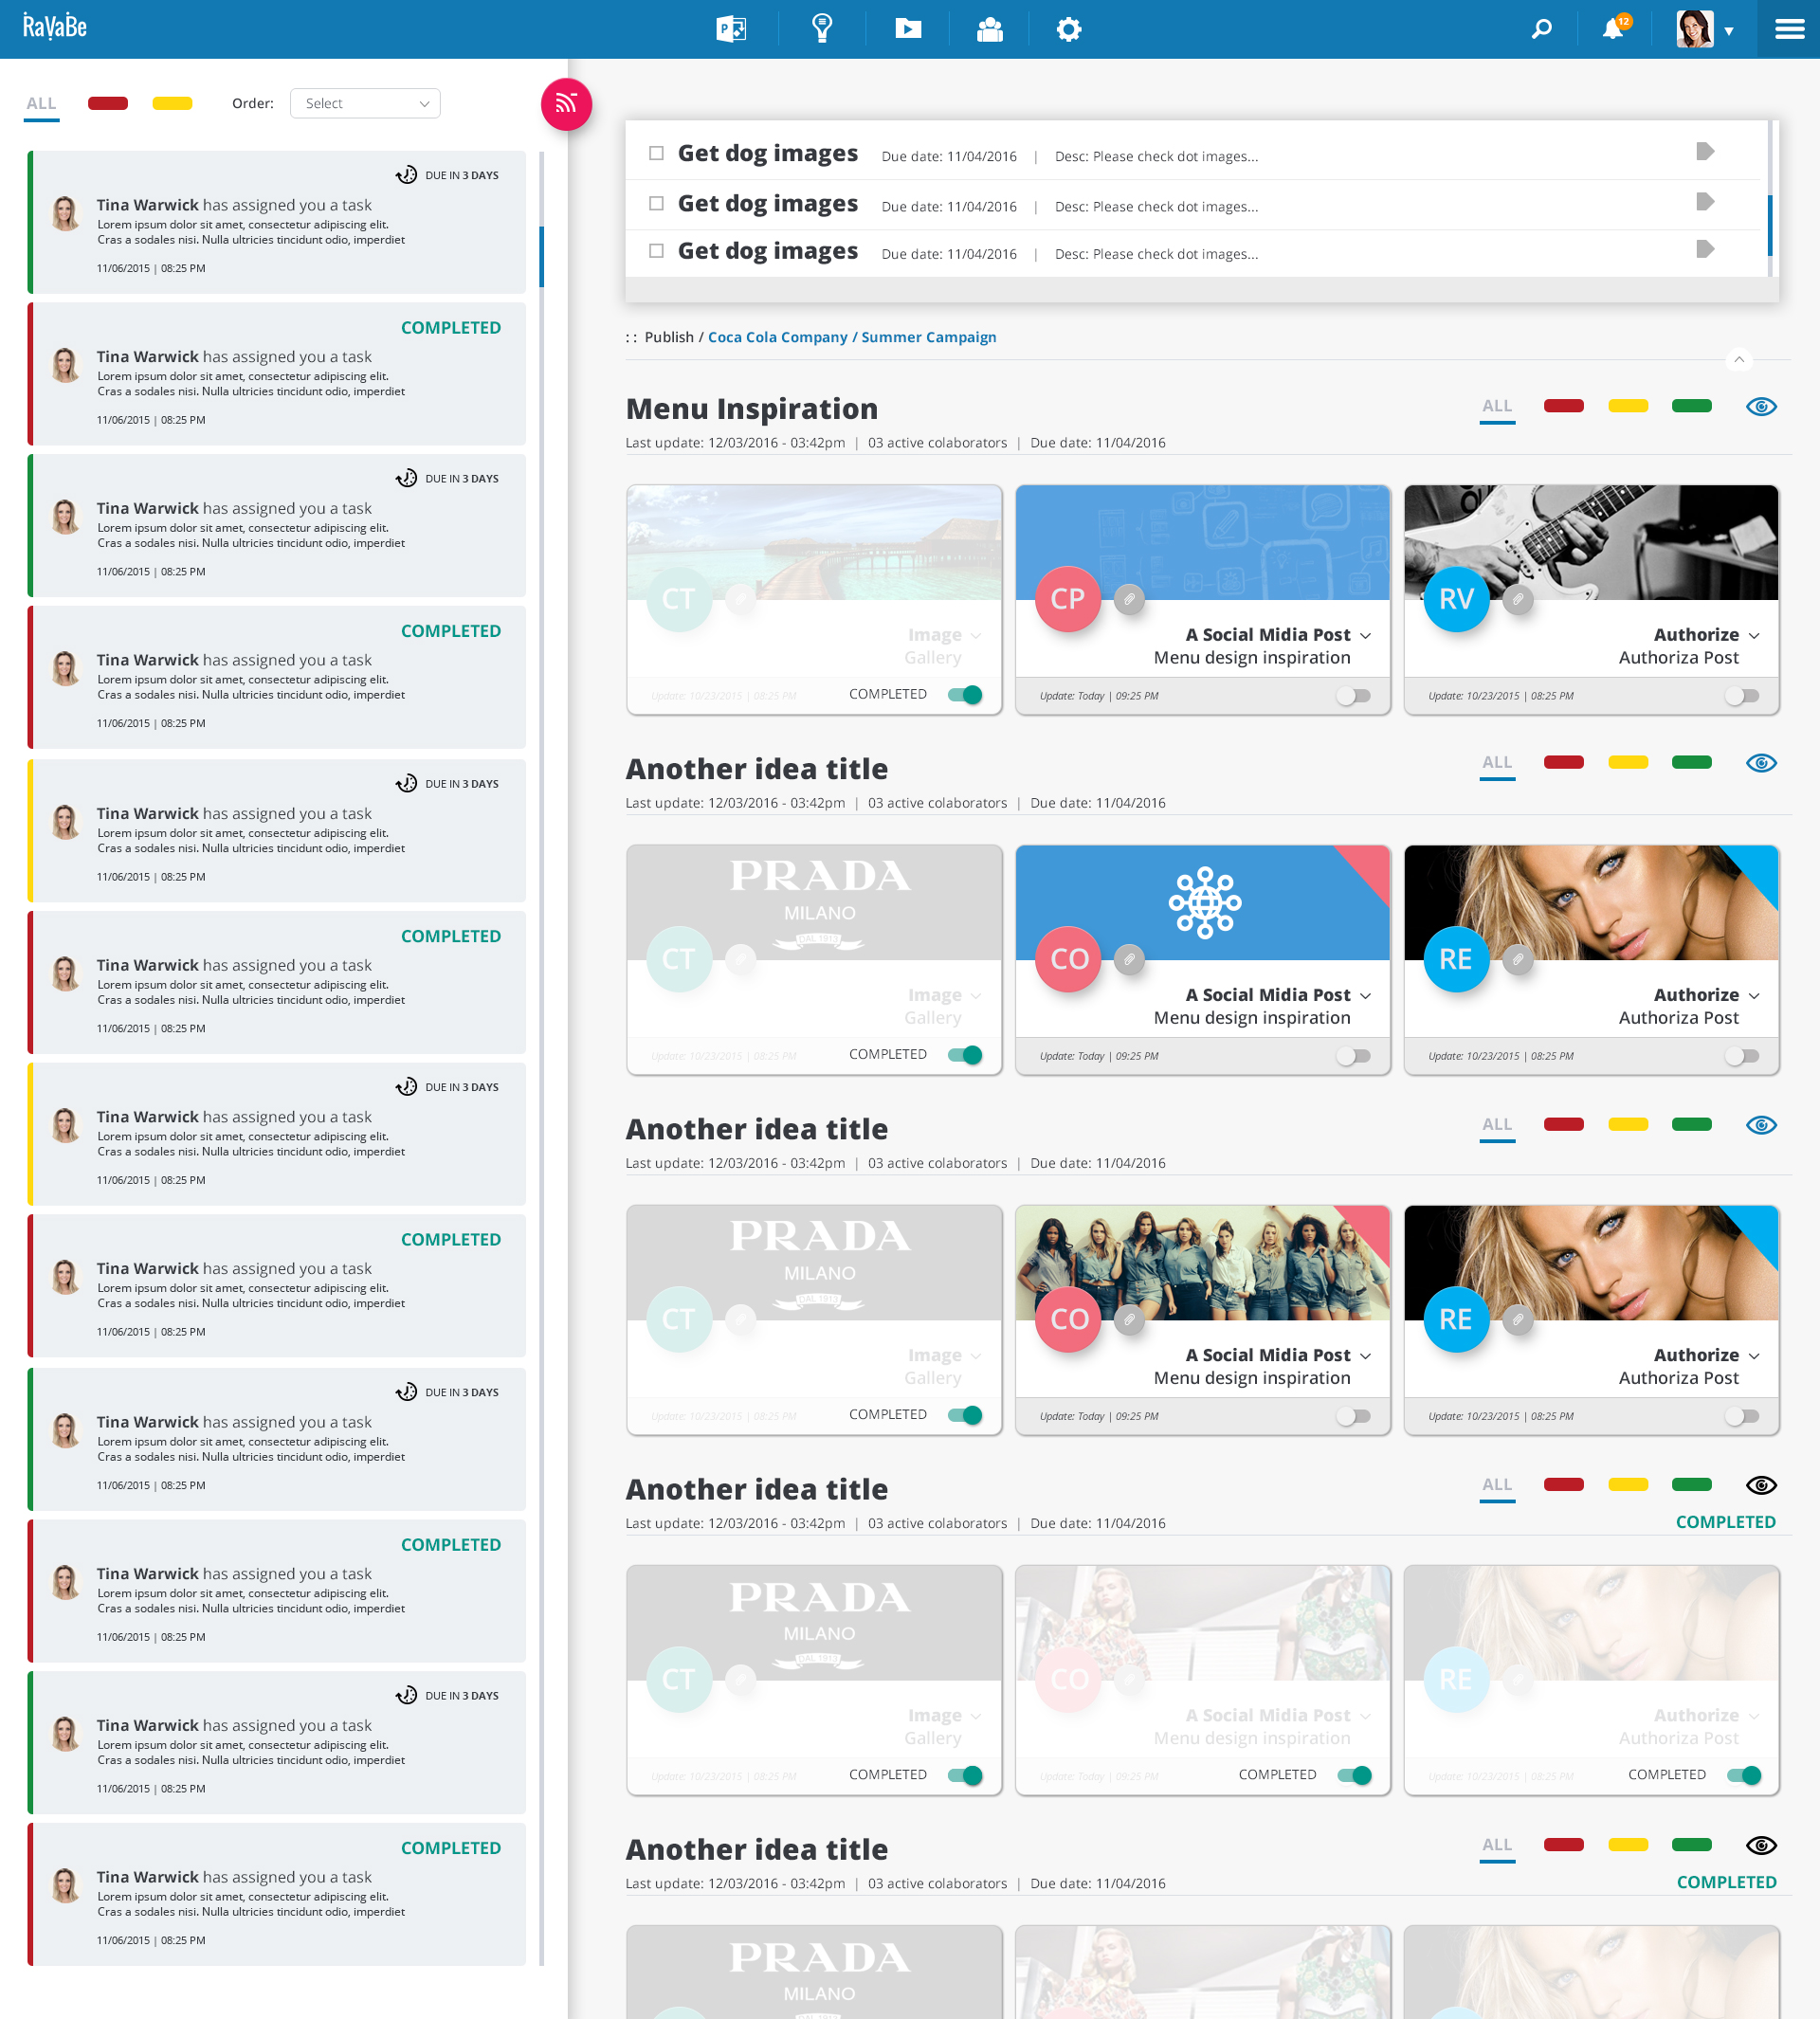 RaVaBe
12
ALL
Order: Select
DUE IN 3 DAYS
Tina Warwick has assigned you a task
Lorem ipsum dolor sit amet, consectetur adipiscing elit.
Cras a sodales nisi. Nulla ultricies tincidunt odio, imperdiet
11/06/2015 | 08:25 PM
COMPLETED
Tina Warwick has assigned you a task
Lorem ipsum dolor sit amet, consectetur adipiscing elit.
Cras a sodales nisi. Nulla ultricies tincidunt odio, imperdiet
11/06/2015 | 08:25 PM
DUE IN 3 DAYS
Tina Warwick has assigned you a task
Lorem ipsum dolor sit amet, consectetur adipiscing elit.
Cras a sodales nisi. Nulla ultricies tincidunt odio, imperdiet
11/06/2015 | 08:25 PM
COMPLETED
Tina Warwick has assigned you a task
Lorem ipsum dolor sit amet, consectetur adipiscing elit.
Cras a sodales nisi. Nulla ultricies tincidunt odio, imperdiet
11/06/2015 | 08:25 PM
DUE IN 3 DAYS
Tina Warwick has assigned you a task
Lorem ipsum dolor sit amet, consectetur adipiscing elit.
Cras a sodales nisi. Nulla ultricies tincidunt odio, imperdiet
11/06/2015 | 08:25 PM
COMPLETED
Tina Warwick has assigned you a task
Lorem ipsum dolor sit amet, consectetur adipiscing elit.
Cras a sodales nisi. Nulla ultricies tincidunt odio, imperdiet
11/06/2015 | 08:25 PM
DUE IN 3 DAYS
Tina Warwick has assigned you a task
Lorem ipsum dolor sit amet, consectetur adipiscing elit.
Cras a sodales nisi. Nulla ultricies tincidunt odio, imperdiet
11/06/2015 | 08:25 PM
COMPLETED
Tina Warwick has assigned you a task
Lorem ipsum dolor sit amet, consectetur adipiscing elit.
Cras a sodales nisi. Nulla ultricies tincidunt odio, imperdiet
11/06/2015 | 08:25 PM
DUE IN 3 DAYS
Tina Warwick has assigned you a task
Lorem ipsum dolor sit amet, consectetur adipiscing elit.
Cras a sodales nisi. Nulla ultricies tincidunt odio, imperdiet
11/06/2015 | 08:25 PM
COMPLETED
Tina Warwick has assigned you a task
Lorem ipsum dolor sit amet, consectetur adipiscing elit.
Cras a sodales nisi. Nulla ultricies tincidunt odio, imperdiet
11/06/2015 | 08:25 PM
DUE IN 3 DAYS
Tina Warwick has assigned you a task
Lorem ipsum dolor sit amet, consectetur adipiscing elit.
Cras a sodales nisi. Nulla ultricies tincidunt odio, imperdiet
11/06/2015 | 08:25 PM
COMPLETED
Tina Warwick has assigned you a task
Lorem ipsum dolor sit amet, consectetur adipiscing elit.
Cras a sodales nisi. Nulla ultricies tincidunt odio, imperdiet
11/06/2015 | 08:25 PM
Get dog images Due date: 11/04/2016 | Desc: Please check dot images...
Get dog images Due date: 11/04/2016 | Desc: Please check dot images...
Get dog images Due date: 11/04/2016 | Desc: Please check dot images...
:: Publish / Coca Cola Company / Summer Campaign
Menu Inspiration
ALL
Last update: 12/03/2016 - 03:42pm | 03 active colaborators | Due date: 11/04/2016
CT
Image
Gallery
Update: 10/23/2015 | 08:25 PM
COMPLETED
CP
A Social Midia Post
Menu design inspiration
Update: Today | 09:25 PM
RV
Authorize
Authoriza Post
Update: 10/23/2015 | 08:25 PM
Another idea title
ALL
Last update: 12/03/2016 - 03:42pm | 03 active colaborators | Due date: 11/04/2016
PRADA
MILANO
DAL 1913
CT
Image
Gallery
Update: 10/23/2015 | 08:25 PM
COMPLETED
CO
A Social Midia Post
Menu design inspiration
Update: Today | 09:25 PM
RE
Authorize
Authoriza Post
Update: 10/23/2015 | 08:25 PM
Another idea title
ALL
Last update: 12/03/2016 - 03:42pm | 03 active colaborators | Due date: 11/04/2016
PRADA
MILANO
DAL 1913
CT
Image
Gallery
Update: 10/23/2015 | 08:25 PM
COMPLETED
CO
A Social Midia Post
Menu design inspiration
Update: Today | 09:25 PM
RE
Authorize
Authoriza Post
Update: 10/23/2015 | 08:25 PM
Another idea title
ALL
Last update: 12/03/2016 - 03:42pm | 03 active colaborators | Due date: 11/04/2016
COMPLETED
PRADA
MILANO
DAL 1913
CT
Image
Gallery
Update: 10/23/2015 | 08:25 PM
COMPLETED
CO
A Social Midia Post
Menu design inspiration
Update: Today | 09:25 PM
COMPLETED
RE
Authorize
Authoriza Post
Update: 10/23/2015 | 08:25 PM
COMPLETED
Another idea title
ALL
Last update: 12/03/2016 - 03:42pm | 03 active colaborators | Due date: 11/04/2016
COMPLETED
PRADA
MILANO